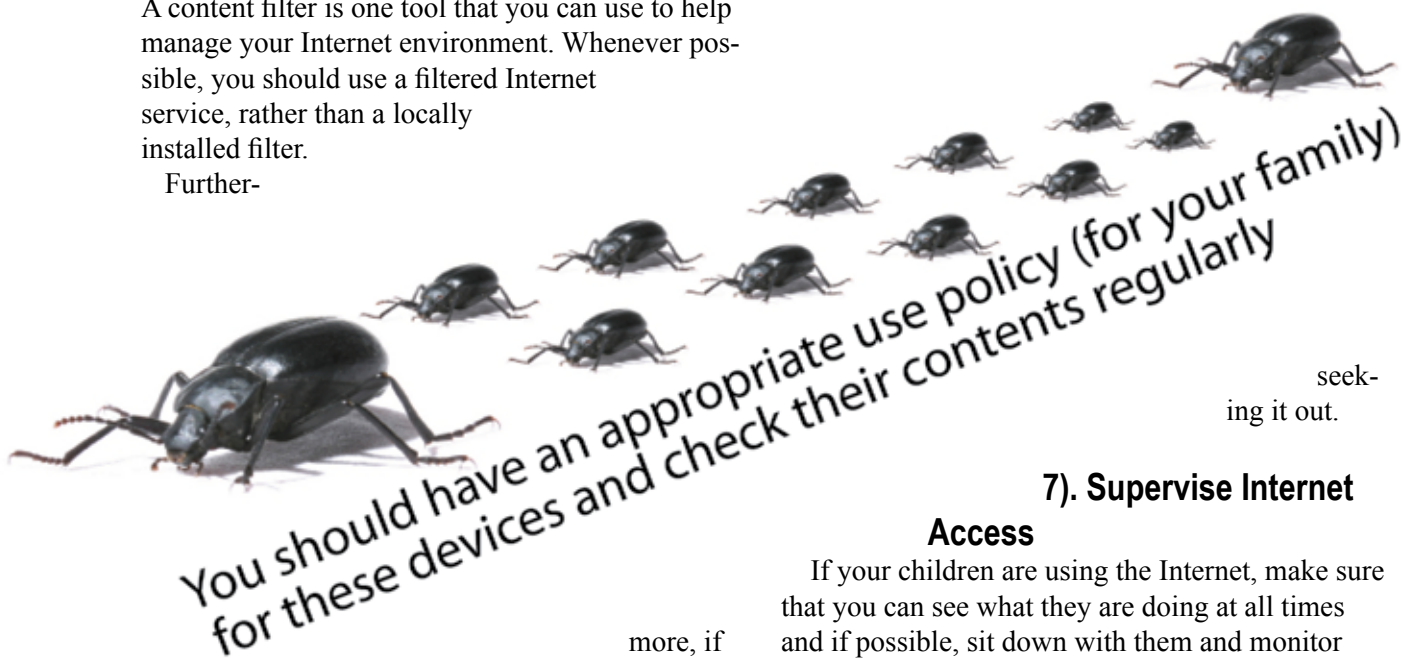 A content filter is one tool that you can use to help
manage your Internet environment. Whenever pos-
sible, you should use a filtered Internet
service, rather than a locally
installed filter.
Further-
more, if
You should have an appropriate use policy (for your family)
for these devices and check their contents regularly
seek-
ing it out.
7). Supervise Internet
Access
If your children are using the Internet, make sure
that you can see what they are doing at all times
and if possible, sit down with them and monitor